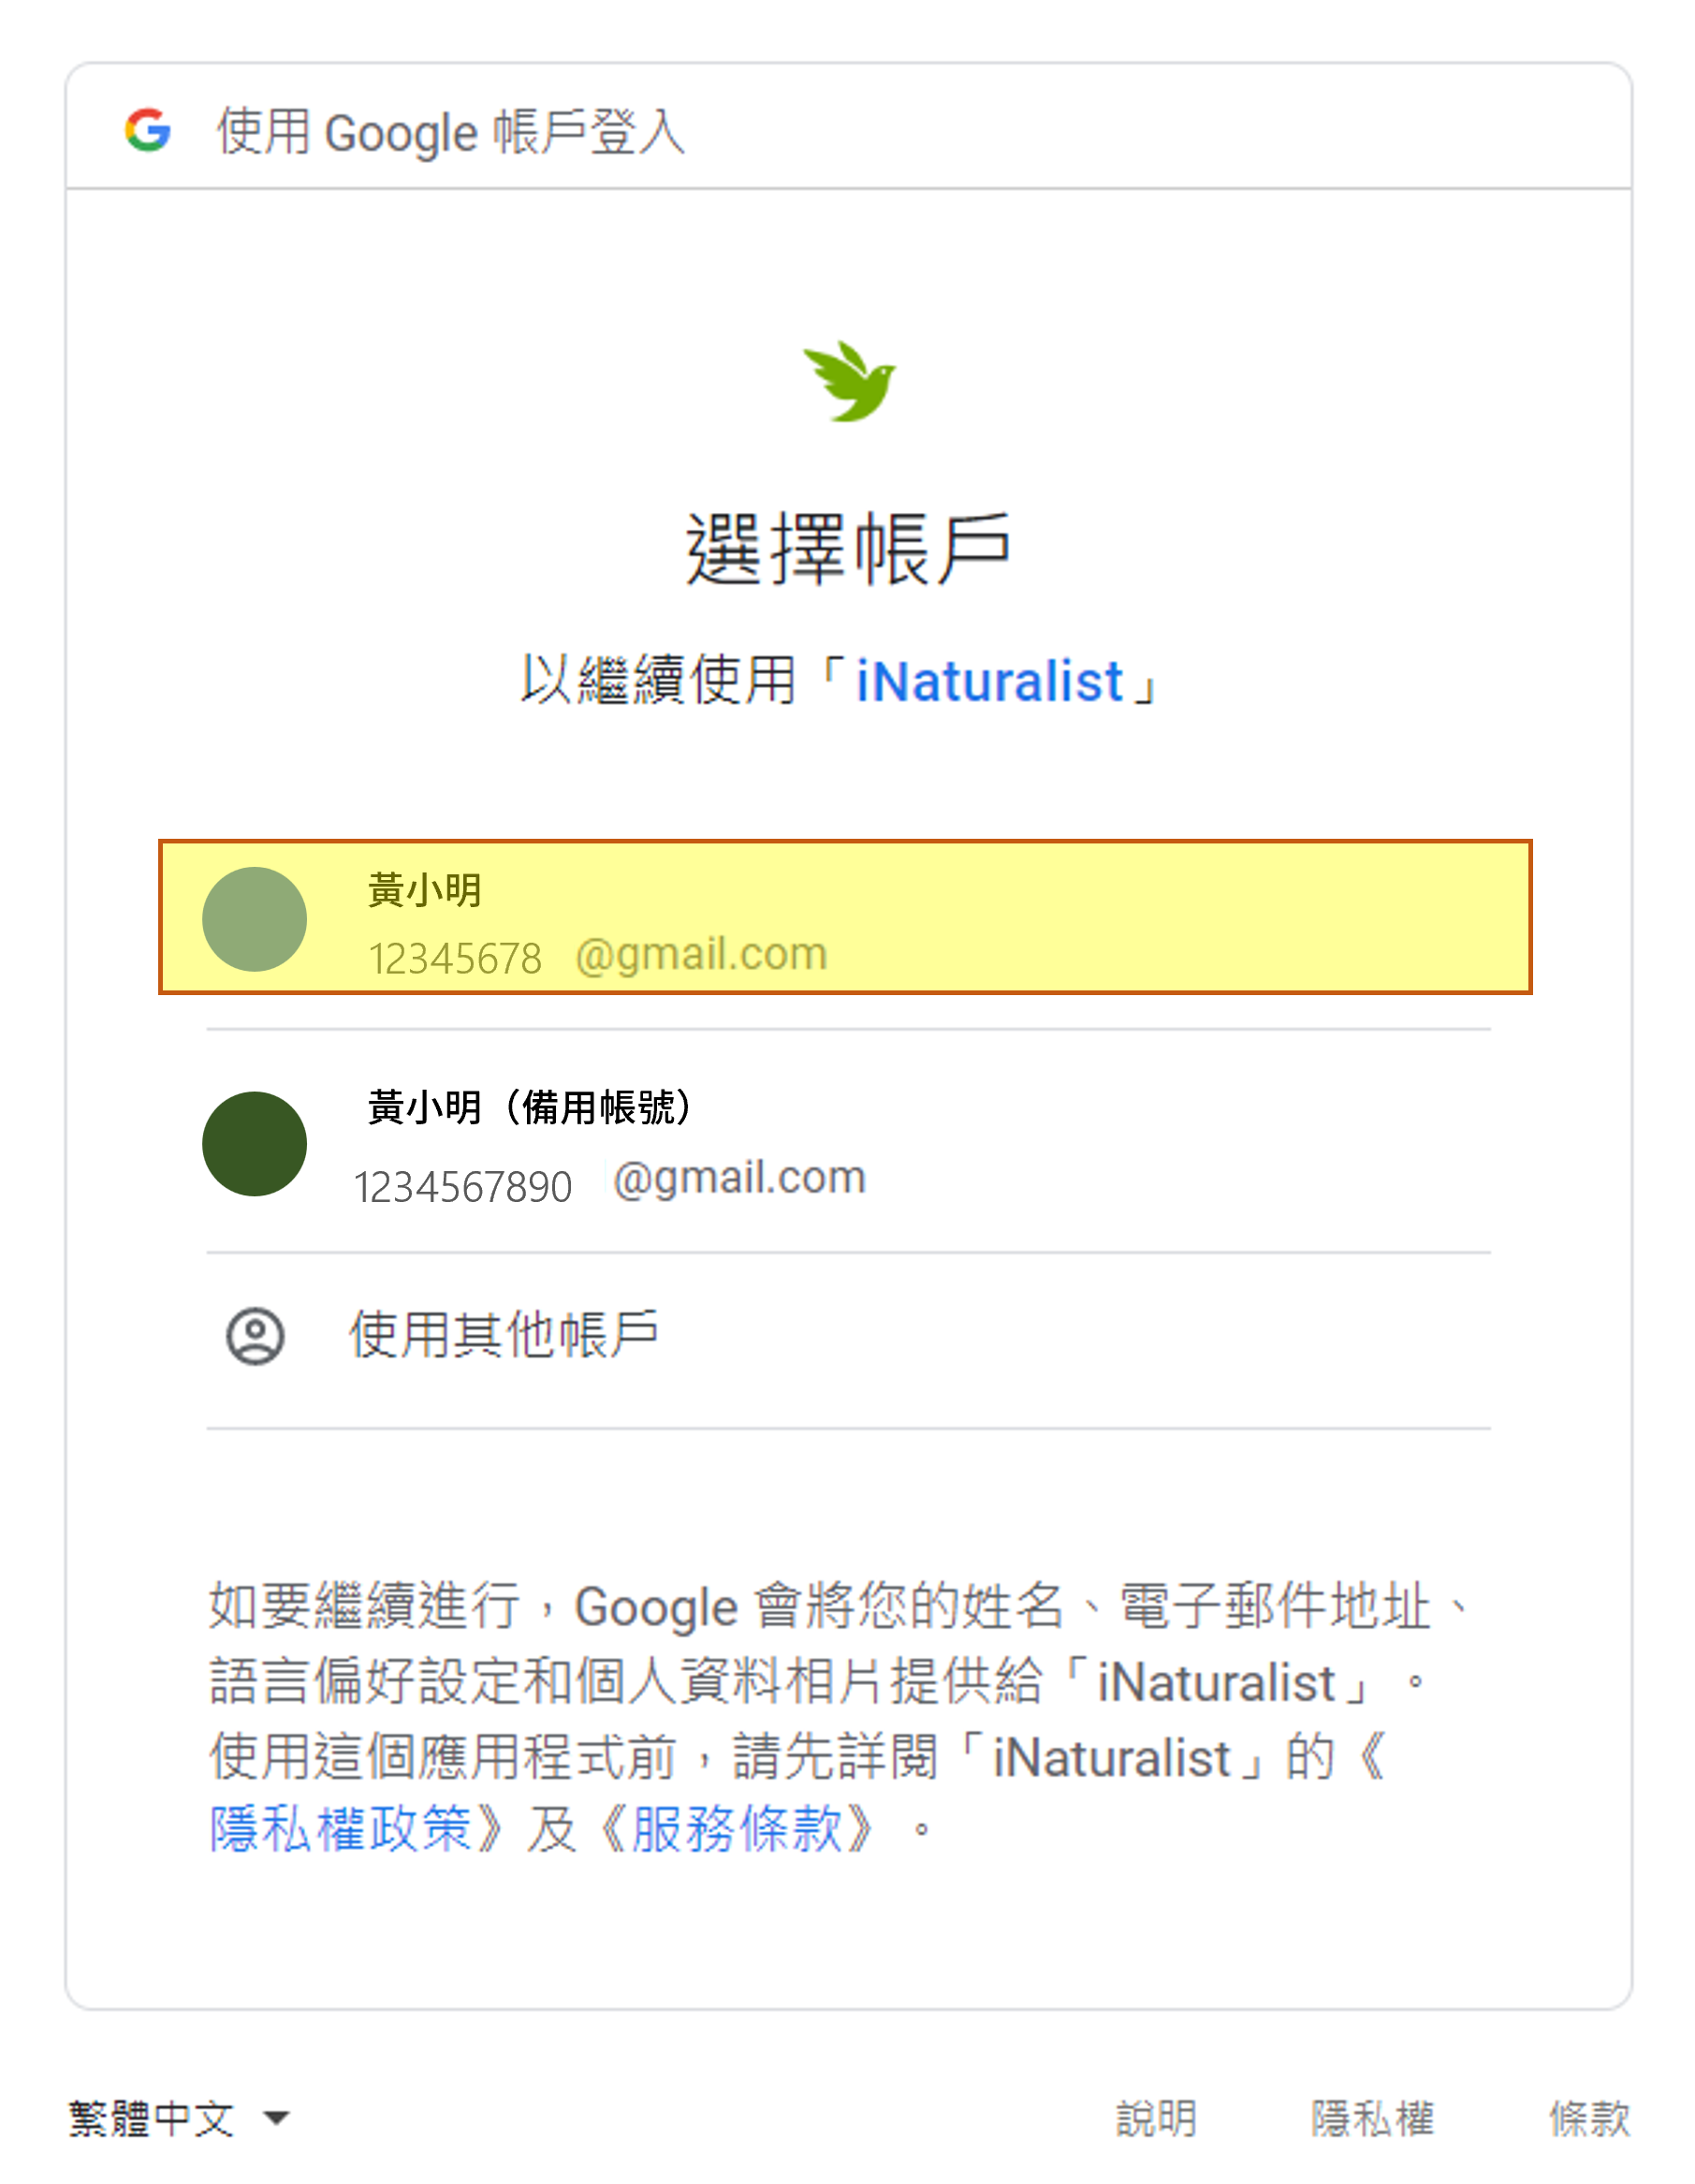 使用 Google 帳戶登入
選擇帳戶
以繼續使用「iNaturalist」
黃小明
12345678 @gmail.com
黃小明（備用帳號）
1234567890 @gmail.com
使用其他帳戶
如要繼續進行，Google 會將您的姓名、電子郵件地址、
語言偏好設定和個人資料相片提供給「iNaturalist」。
使用這個應用程式前，請先詳閱「iNaturalist」的《
隱私權政策》及《服務條款》。
繁體中文 說明 隱私權 條款